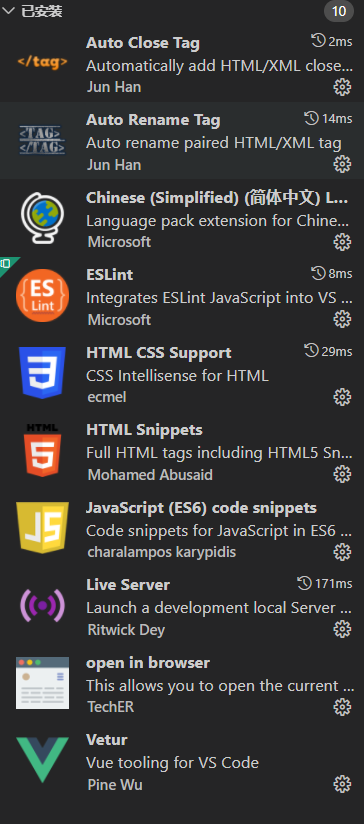 已安装 10
</tag> Auto Close Tag 2ms
Automatically add HTML/XML close...
Jun Han
<TAG> Auto Rename Tag 14ms
</TAG> Auto rename paired HTML/XML tag
Jun Han
Chinese (Simplified) (简体中文) L...
Language pack extension for Chine...
Microsoft
ES ESLint 8ms
Lint Integrates ESLint JavaScript into VS ...
Microsoft
3 HTML CSS Support 29ms
CSS Intellisense for HTML
ecmel
HTML HTML Snippets
5 Full HTML tags including HTML5 Sn...
Mohamed Abusaid
JS JavaScript (ES6) code snippets
Code snippets for JavaScript in ES6 ...
charalampos karypidis
Live Server 171ms
Launch a development local Server ...
Ritwick Dey
open in browser
This allows you to open the current ...
TechER
Vetur
Vue tooling for VS Code
Pine Wu